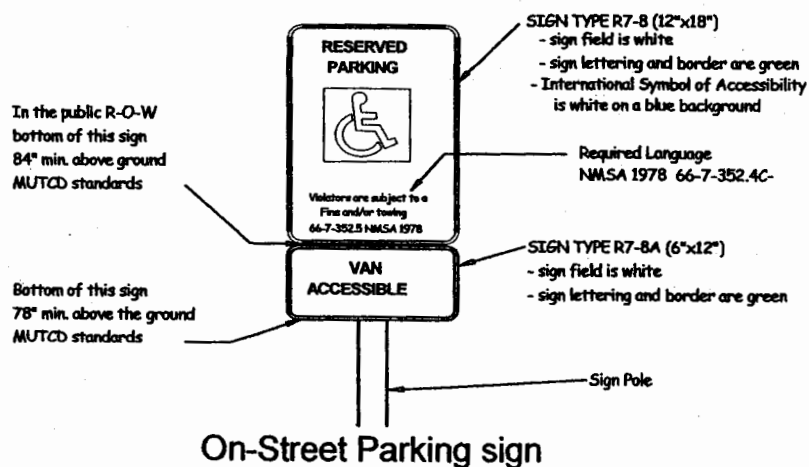 SIGN TYPE R7-8 (12"x18")
- sign field is white
- sign lettering and border are green
- International Symbol of Accessibility
is white on a blue background
RESERVED
PARKING
In the public R-O-W
bottom of this sign
84" min. above ground
MUTCD standards
Required Language
NMSA 1978 66-7-352.4C-
Violators are subject to a
Fine and/or towing
66-7-352.5 NMSA 1978
SIGN TYPE R7-8A (6"x12")
- sign field is white
- sign lettering and border are green
VAN
ACCESSIBLE
Bottom of this sign
78" min. above the ground
MUTCD standards
Sign Pole
On-Street Parking sign